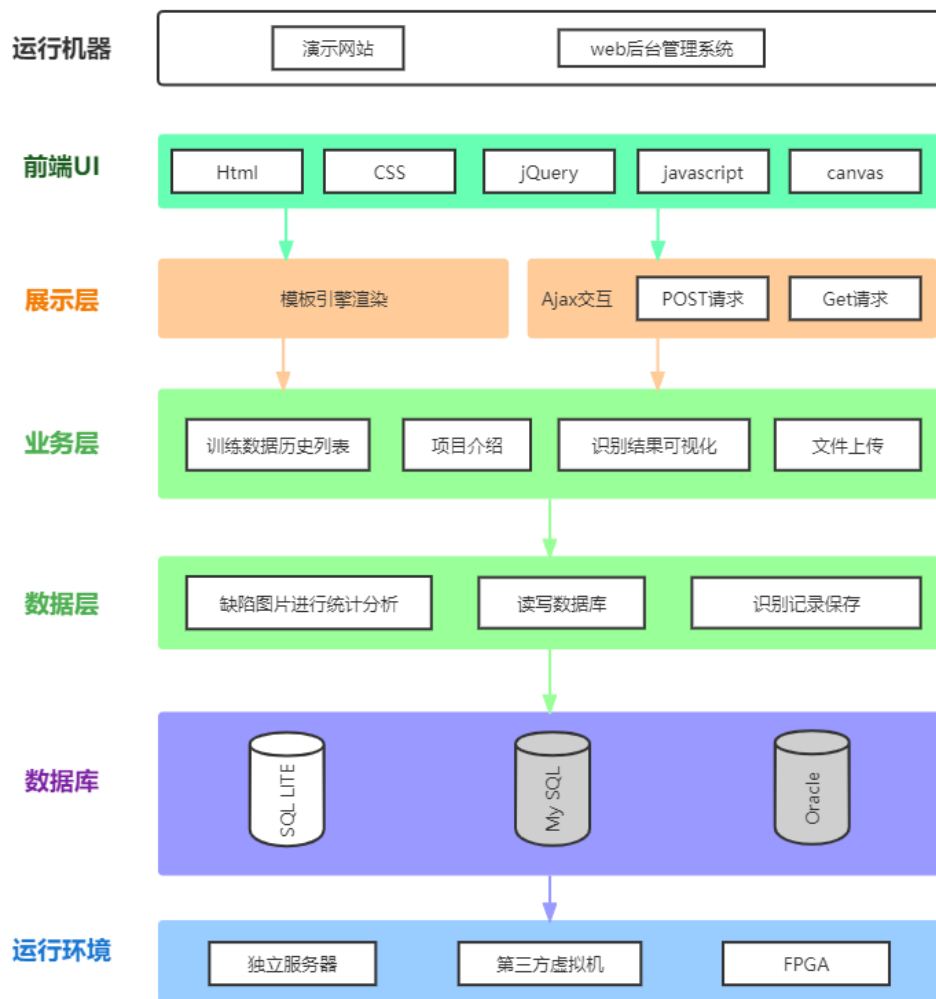 运行机器
演示网站
web后台管理系统
前端UI
Html
CSS
jQuery
javascript
canvas
展示层
模板引擎渲染
Ajax交互
POST请求
Get请求
业务层
训练数据历史列表
项目介绍
识别结果可视化
文件上传
数据层
缺陷图片进行统计分析
读写数据库
识别记录保存
数据库
SQL LITE
My SQL
Oracle
运行环境
独立服务器
第三方虚拟机
FPGA